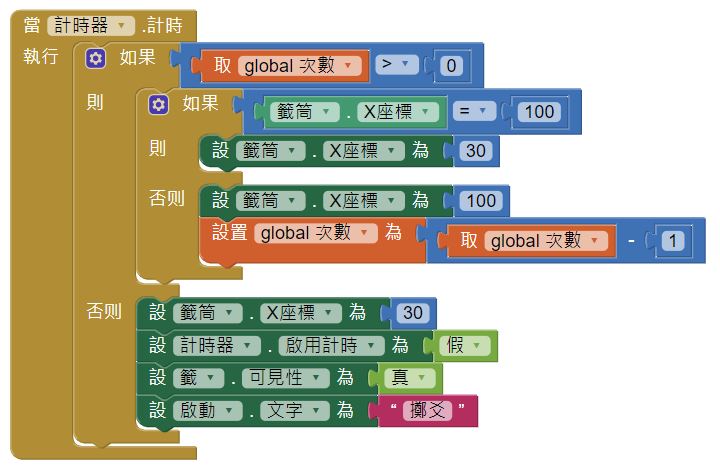 當 計時器 .計時
執行 如果 取 global 次數 > 0
則 如果 籤筒 . X座標 = 100
則 設 籤筒 . X座標 為 30
否则 設 籤筒 . X座標 為 100
設置 global 次數 為 取 global 次數 - 1
否则 設 籤筒 . X座標 為 30
設 計時器 . 啟用計時 為 假
設 籤 . 可見性 為 真
設 啟動 . 文字 為 “ 擲爻 ”